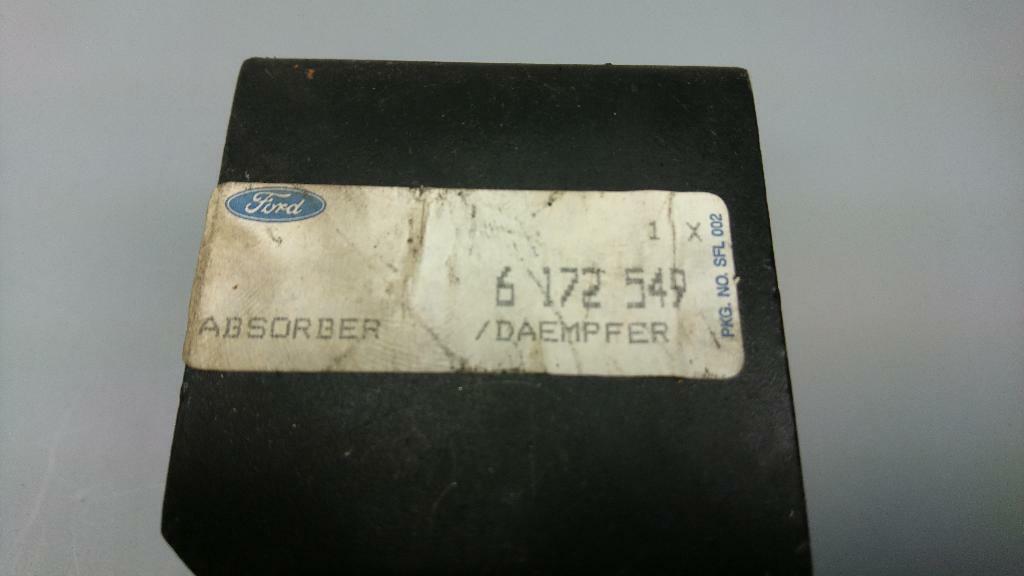 Ford
1 X
6 172 549
ABSORBER /DAEMPFER /
PKG. NO. SFL 002